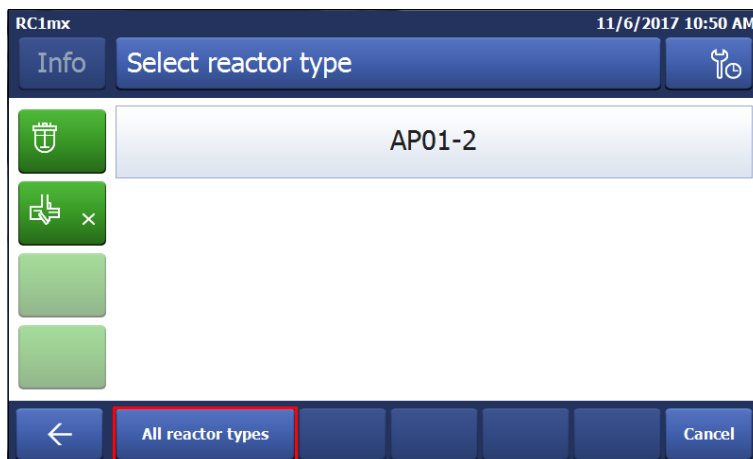 RC1mx 11/6/2017 10:50 AM
Info Select reactor type
AP01-2
×
All reactor types Cancel